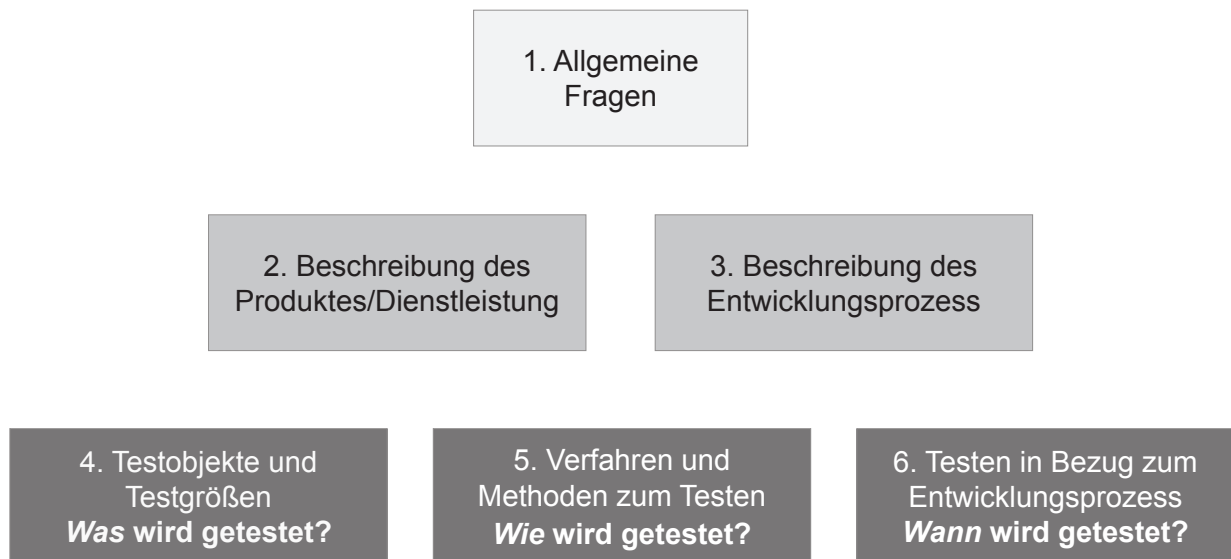 1. Allgemeine
Fragen
2. Beschreibung des
Produktes/Dienstleistung
3. Beschreibung des
Entwicklungsprozess
4. Testobjekte und
Testgrößen
Was wird getestet?
5. Verfahren und
Methoden zum Testen
Wie wird getestet?
6. Testen in Bezug zum
Entwicklungsprozess
Wann wird getestet?